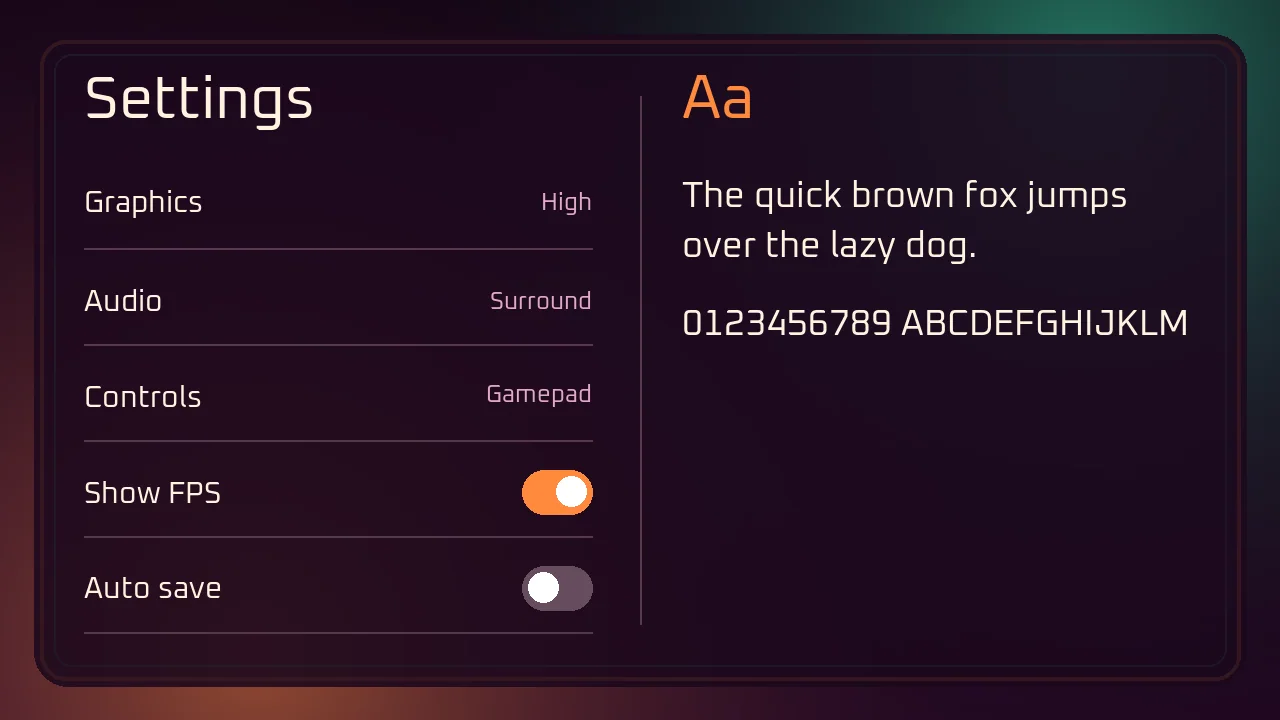 Settings
Graphics High
Audio Surround
Controls Gamepad
Show FPS
Auto save
Aa
The quick brown fox jumps
over the lazy dog.
0123456789 ABCDEFGHIJKLM